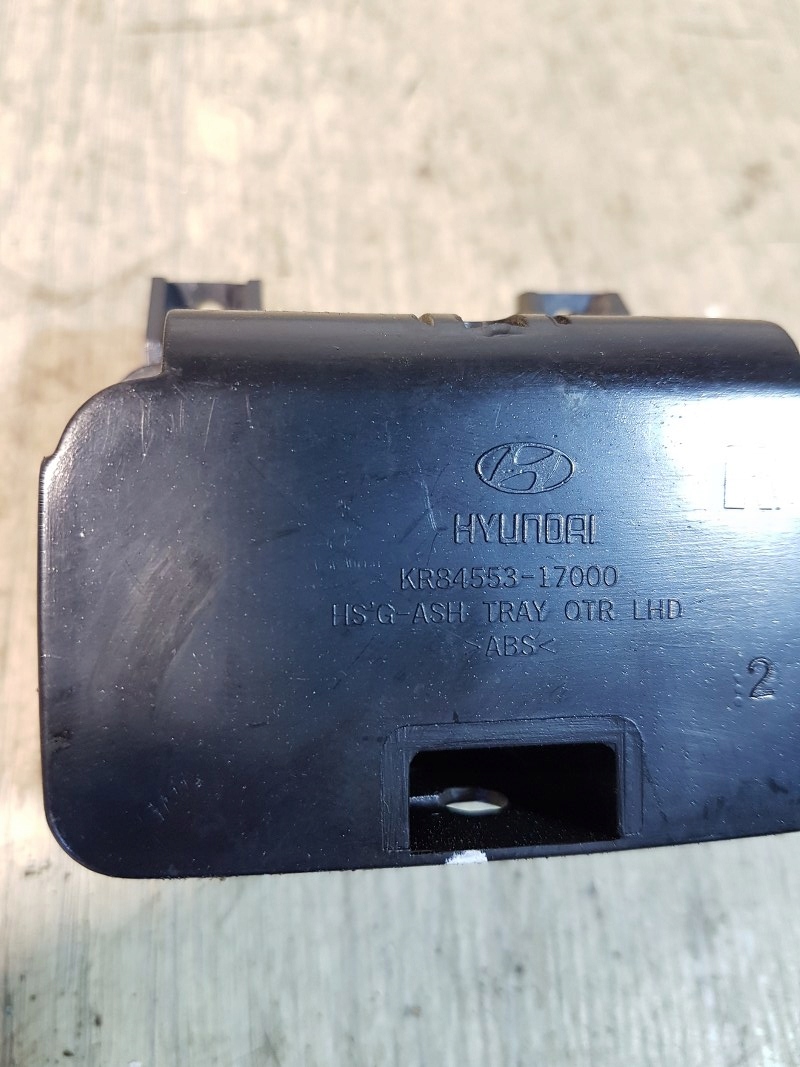 HYUNDAI
KR84553-17000
HS'G-ASH TRAY OTR LHD
>ABS<
2